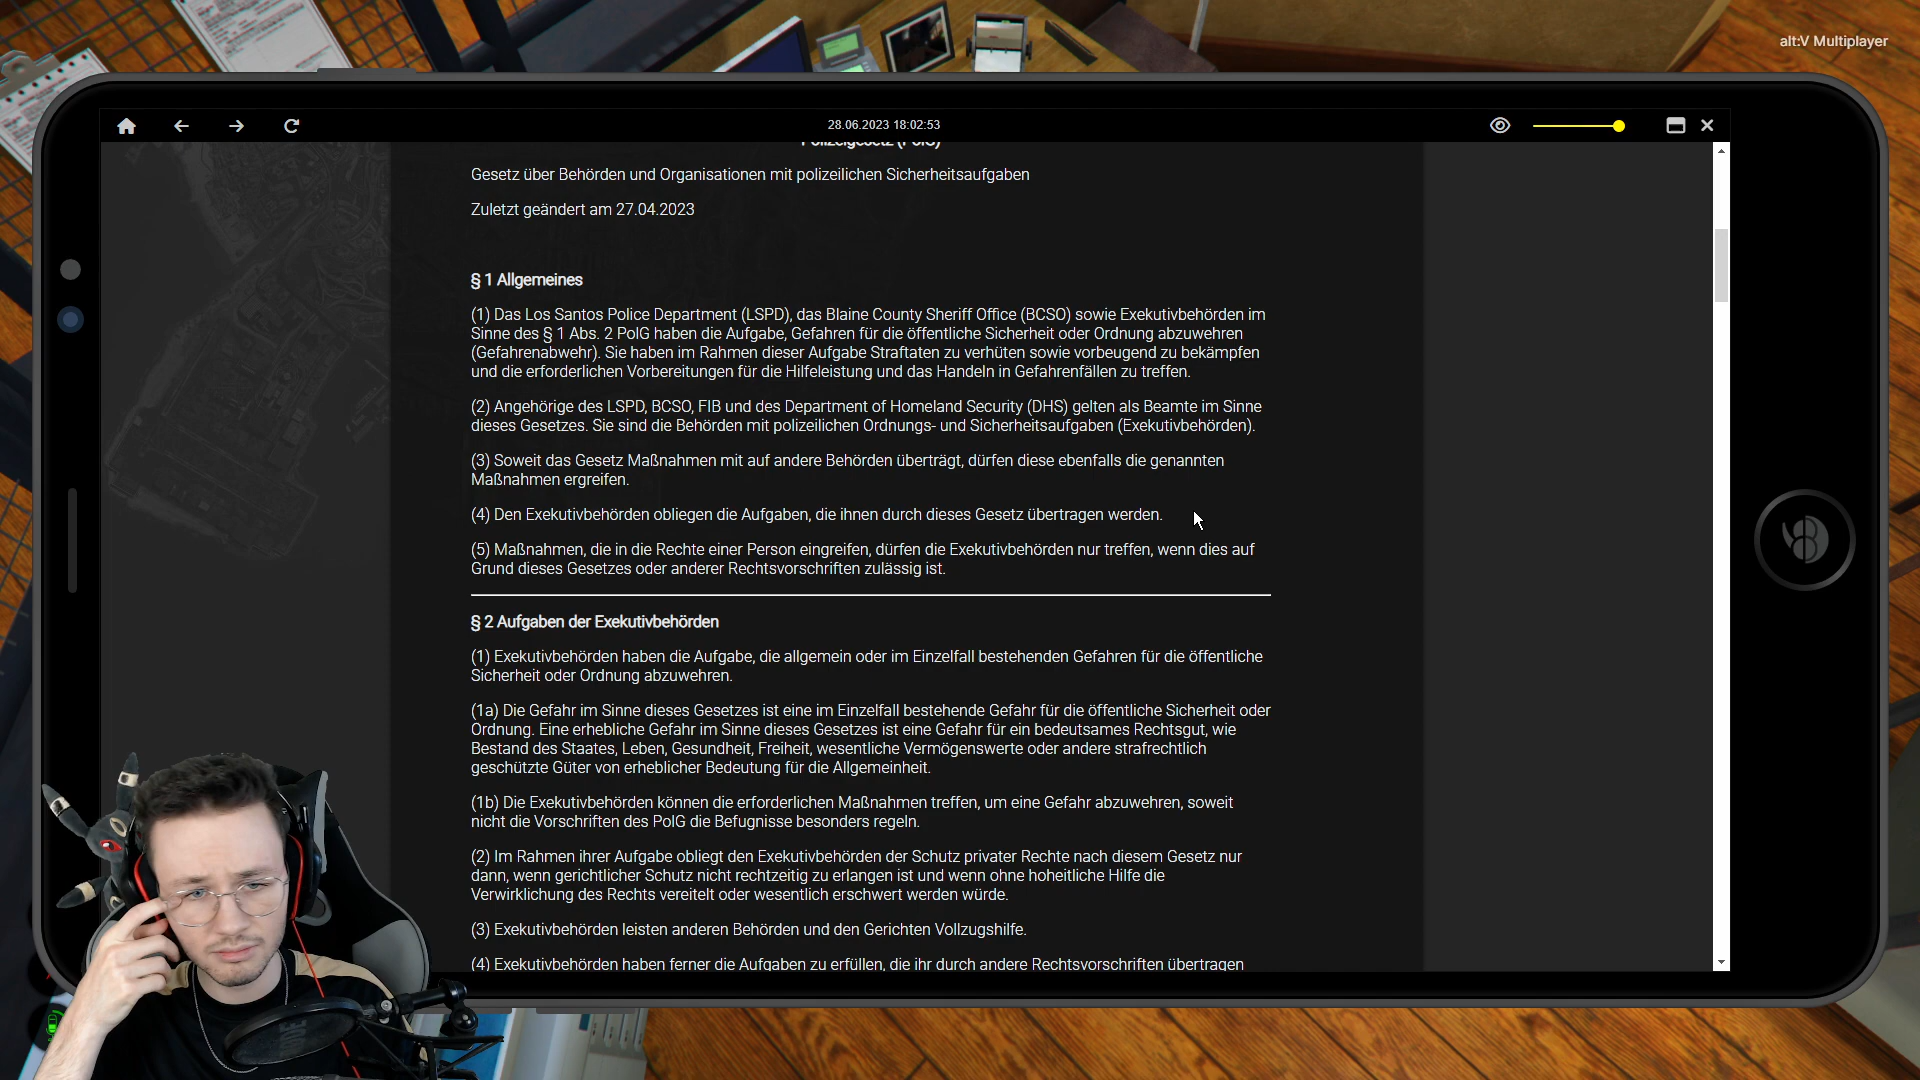 alt:V Multiplayer
28.06.2023 18:02:53
Polizeigesetz (PolG)
Gesetz über Behörden und Organisationen mit polizeilichen Sicherheitsaufgaben
Zuletzt geändert am 27.04.2023
§ 1 Allgemeines
(1) Das Los Santos Police Department (LSPD), das Blaine County Sheriff Office (BCSO) sowie Exekutivbehörden im
Sinne des § 1 Abs. 2 PolG haben die Aufgabe, Gefahren für die öffentliche Sicherheit oder Ordnung abzuwehren
(Gefahrenabwehr). Sie haben im Rahmen dieser Aufgabe Straftaten zu verhüten sowie vorbeugend zu bekämpfen
und die erforderlichen Vorbereitungen für die Hilfeleistung und das Handeln in Gefahrenfällen zu treffen.
(2) Angehörige des LSPD, BCSO, FIB und des Department of Homeland Security (DHS) gelten als Beamte im Sinne
dieses Gesetzes. Sie sind die Behörden mit polizeilichen Ordnungs- und Sicherheitsaufgaben (Exekutivbehörden).
(3) Soweit das Gesetz Maßnahmen mit auf andere Behörden überträgt, dürfen diese ebenfalls die genannten
Maßnahmen ergreifen.
(4) Den Exekutivbehörden obliegen die Aufgaben, die ihnen durch dieses Gesetz übertragen werden.
(5) Maßnahmen, die in die Rechte einer Person eingreifen, dürfen die Exekutivbehörden nur treffen, wenn dies auf
Grund dieses Gesetzes oder anderer Rechtsvorschriften zulässig ist.
§ 2 Aufgaben der Exekutivbehörden
(1) Exekutivbehörden haben die Aufgabe, die allgemein oder im Einzelfall bestehenden Gefahren für die öffentliche
Sicherheit oder Ordnung abzuwehren.
(1a) Die Gefahr im Sinne dieses Gesetzes ist eine im Einzelfall bestehende Gefahr für die öffentliche Sicherheit oder
Ordnung. Eine erhebliche Gefahr im Sinne dieses Gesetzes ist eine Gefahr für ein bedeutsames Rechtsgut, wie
Bestand des Staates, Leben, Gesundheit, Freiheit, wesentliche Vermögenswerte oder andere strafrechtlich
geschützte Güter von erheblicher Bedeutung für die Allgemeinheit.
(1b) Die Exekutivbehörden können die erforderlichen Maßnahmen treffen, um eine Gefahr abzuwehren, soweit
nicht die Vorschriften des PolG die Befugnisse besonders regeln.
(2) Im Rahmen ihrer Aufgabe obliegt den Exekutivbehörden der Schutz privater Rechte nach diesem Gesetz nur
dann, wenn gerichtlicher Schutz nicht rechtzeitig zu erlangen ist und wenn ohne hoheitliche Hilfe die
Verwirklichung des Rechts vereitelt oder wesentlich erschwert werden würde.
(3) Exekutivbehörden leisten anderen Behörden und den Gerichten Vollzugshilfe.
(4) Exekutivbehörden haben ferner die Aufgaben zu erfüllen, die ihr durch andere Rechtsvorschriften übertragen